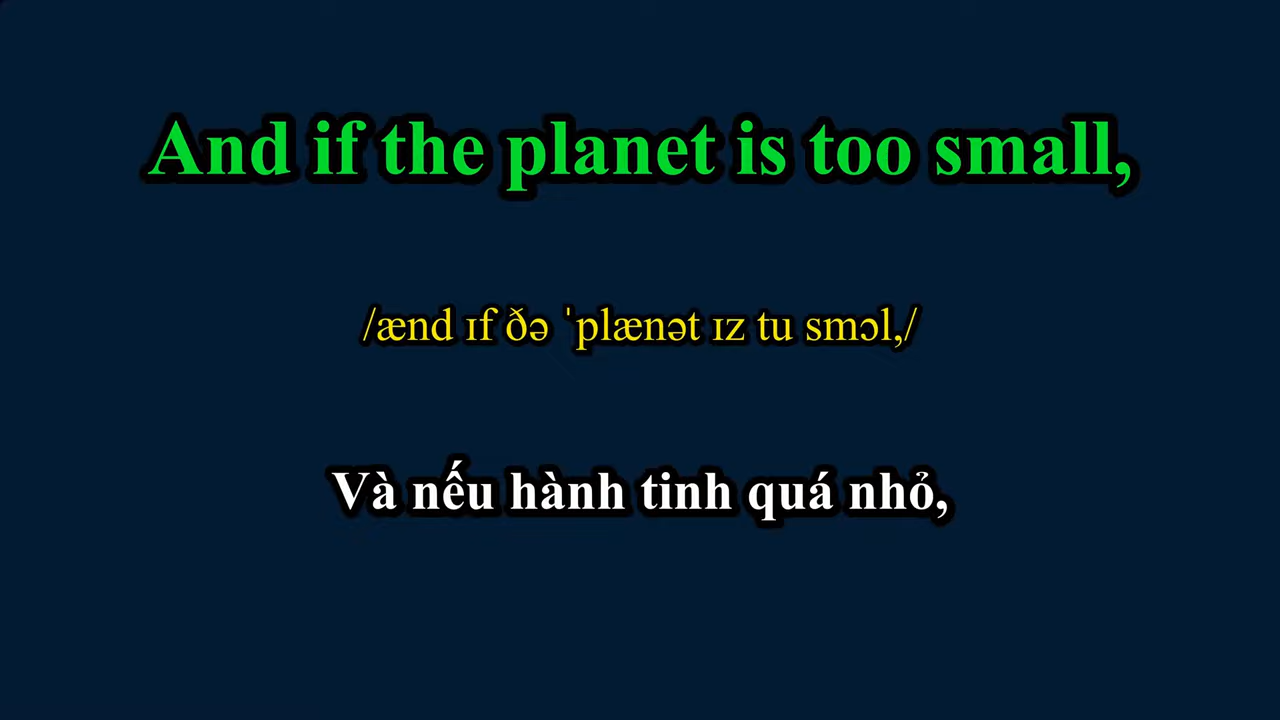 And if the planet is too small,
/ænd ɪf ðə ˈplænət ɪz tu smɔl,/
Và nếu hành tinh quá nhỏ,